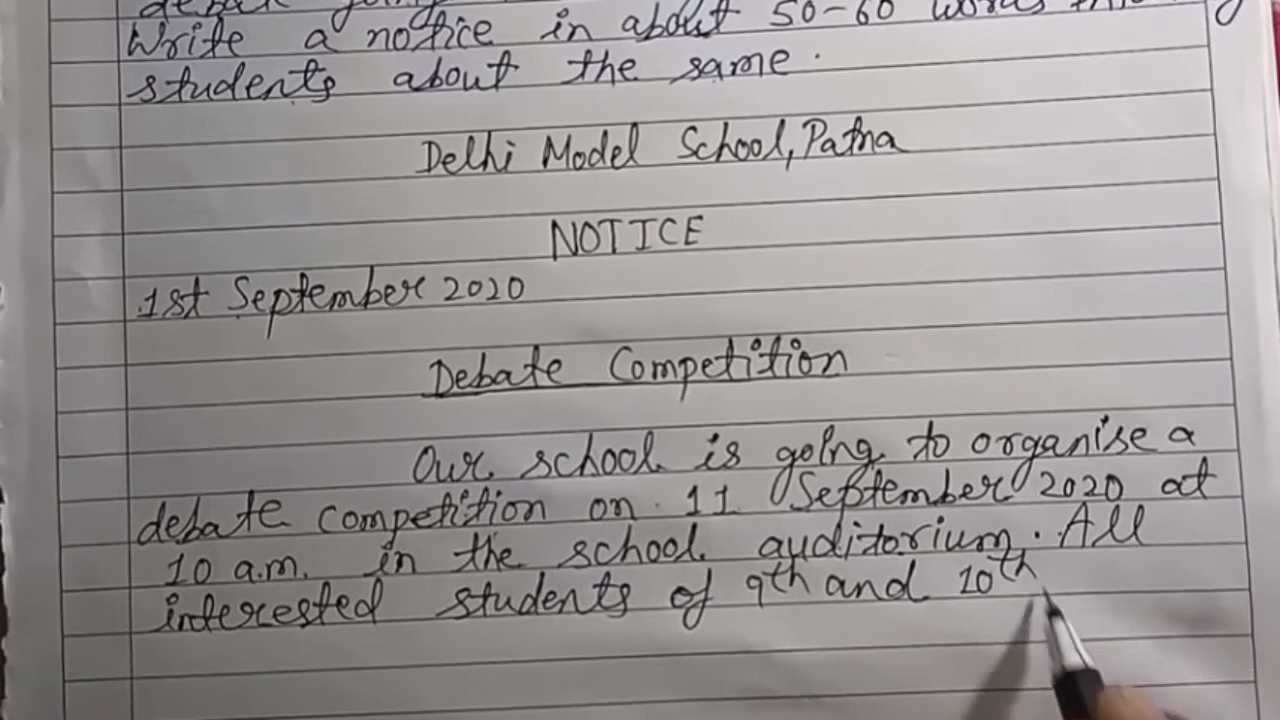 Write a notice in about 50-60 words
students about the same.
Delhi Model School, Patna
NOTICE
1st September 2020
Debate Competition
Our school is going to organise a
debate competition on 11 September 2020 at
10 a.m. in the school auditorium. All
interested students of 9th and 10th